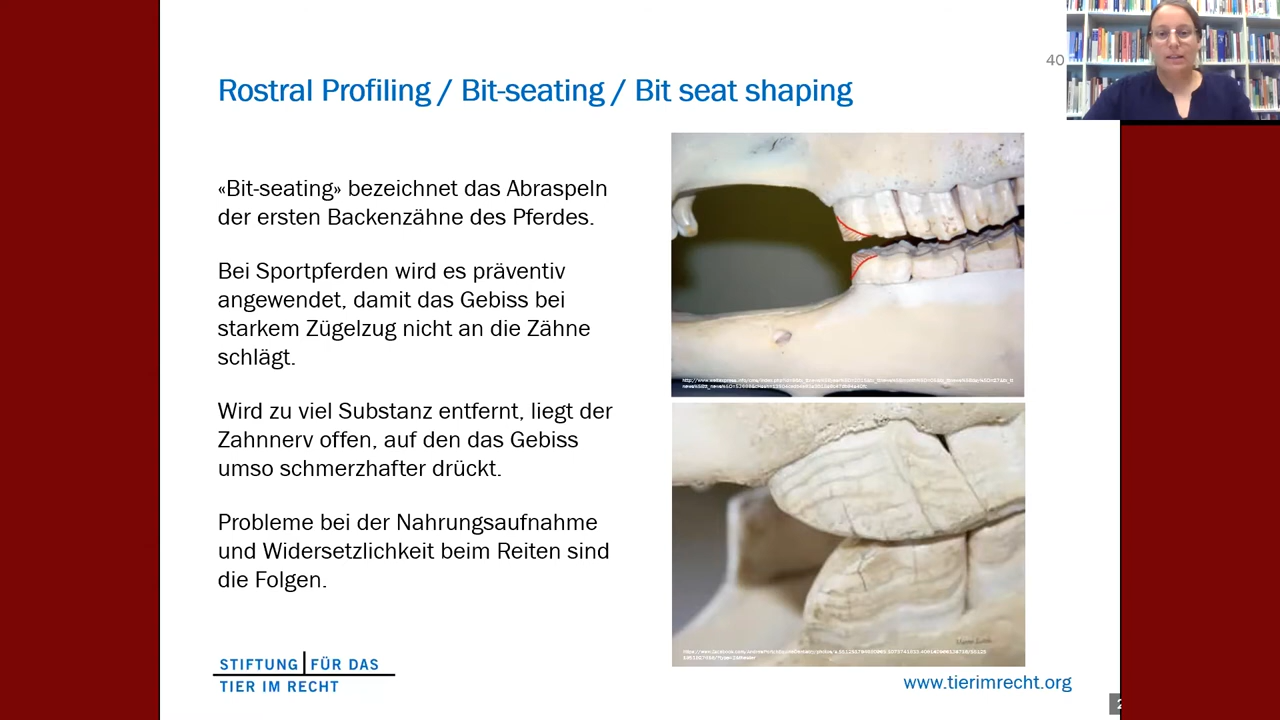 40
Rostral Profiling / Bit-seating / Bit seat shaping
«Bit-seating» bezeichnet das Abraspeln
der ersten Backenzähne des Pferdes.
Bei Sportpferden wird es präventiv
angewendet, damit das Gebiss bei
starkem Zügelzug nicht an die Zähne
schlägt.
Wird zu viel Substanz entfernt, liegt der
Zahnnerv offen, auf den das Gebiss
umso schmerzhafter drückt.
Probleme bei der Nahrungsaufnahme
und Widersetzlichkeit beim Reiten sind
die Folgen.
STIFTUNG FÜR DAS
TIER IM RECHT
www.tierimrecht.org